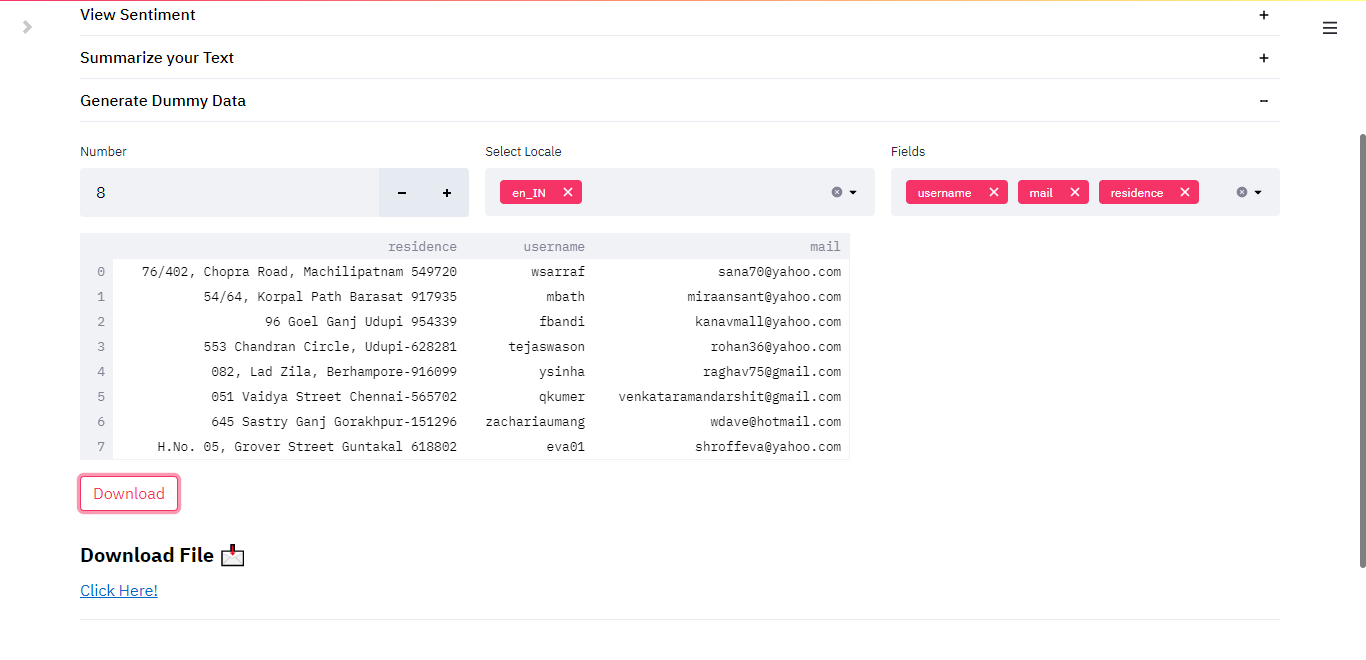 View Sentiment +
Summarize your Text +
Generate Dummy Data −
Number Select Locale Fields
8 − + en_IN × username × mail × residence ×
residence username mail
0 76/402, Chopra Road, Machilipatnam 549720 wsarraf sana70@yahoo.com
1 54/64, Korpal Path Barasat 917935 mbath miraansant@yahoo.com
2 96 Goel Ganj Udupi 954339 fbandi kanavmall@yahoo.com
3 553 Chandran Circle, Udupi-628281 tejaswason rohan36@yahoo.com
4 082, Lad Zila, Berhampore-916099 ysinha raghav75@gmail.com
5 051 Vaidya Street Chennai-565702 qkumer venkataramandarshit@gmail.com
6 645 Sastry Ganj Gorakhpur-151296 zachariaumang wdave@hotmail.com
7 H.No. 05, Grover Street Guntakal 618802 eva01 shroffeva@yahoo.com
Download
Download File 📩
Click Here!